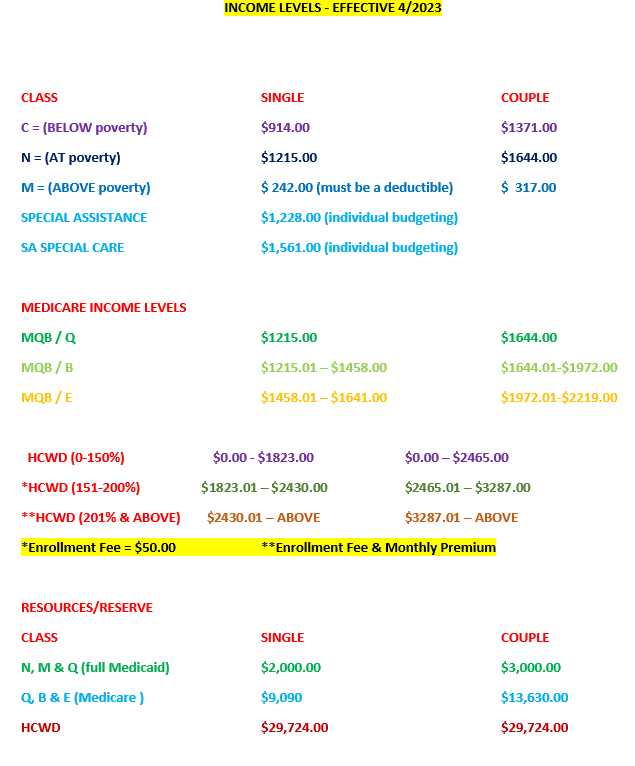 INCOME LEVELS - EFFECTIVE 4/2023
CLASS SINGLE COUPLE
C = (BELOW poverty) $914.00 $1371.00
N = (AT poverty) $1215.00 $1644.00
M = (ABOVE poverty) $ 242.00 (must be a deductible) $ 317.00
SPECIAL ASSISTANCE $1,228.00 (individual budgeting)
SA SPECIAL CARE $1,561.00 (individual budgeting)
MEDICARE INCOME LEVELS
MQB / Q $1215.00 $1644.00
MQB / B $1215.01 – $1458.00 $1644.01-$1972.00
MQB / E $1458.01 – $1641.00 $1972.01-$2219.00
HCWD (0-150%) $0.00 - $1823.00 $0.00 – $2465.00
*HCWD (151-200%) $1823.01 – $2430.00 $2465.01 – $3287.00
**HCWD (201% & ABOVE) $2430.01 – ABOVE $3287.01 – ABOVE
*Enrollment Fee = $50.00 **Enrollment Fee & Monthly Premium
RESOURCES/RESERVE
CLASS SINGLE COUPLE
N, M & Q (full Medicaid) $2,000.00 $3,000.00
Q, B & E (Medicare ) $9,090 $13,630.00
HCWD $29,724.00 $29,724.00